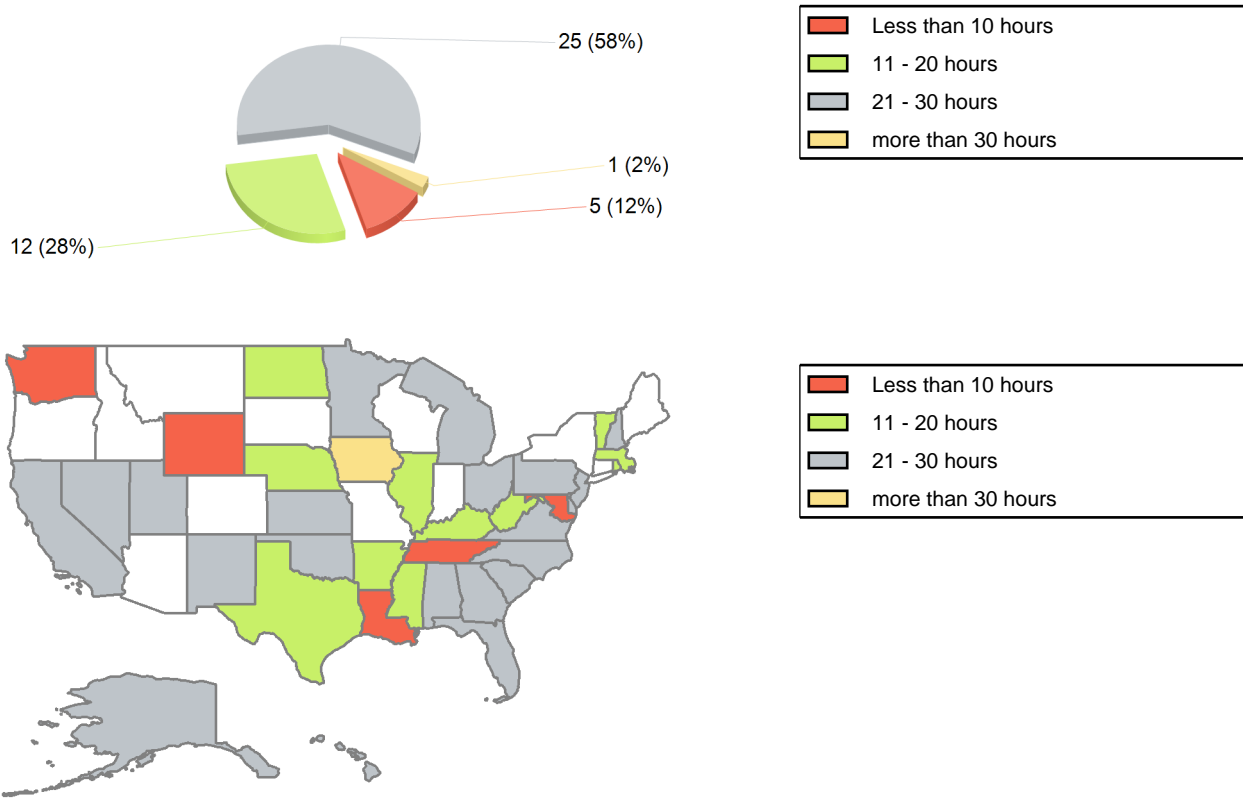 25 (58%)
1 (2%)
5 (12%)
12 (28%)
Less than 10 hours
11 - 20 hours
21 - 30 hours
more than 30 hours
Less than 10 hours
11 - 20 hours
21 - 30 hours
more than 30 hours